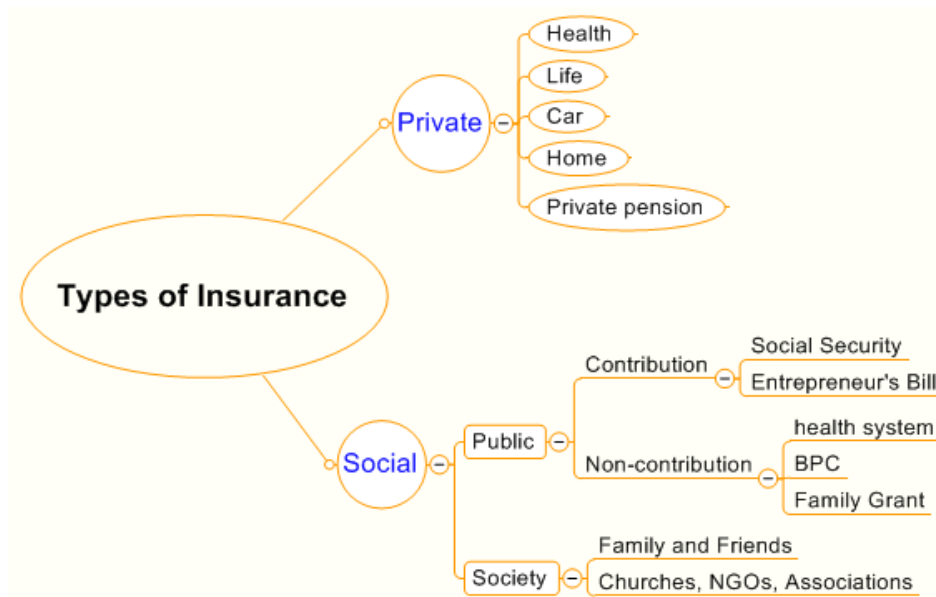 Types of Insurance
Private
Health
Life
Car
Home
Private pension
Social
Public
Contribution
Social Security
Entrepreneur's Bill
Non-contribution
health system
BPC
Family Grant
Society
Family and Friends
Churches, NGOs, Associations